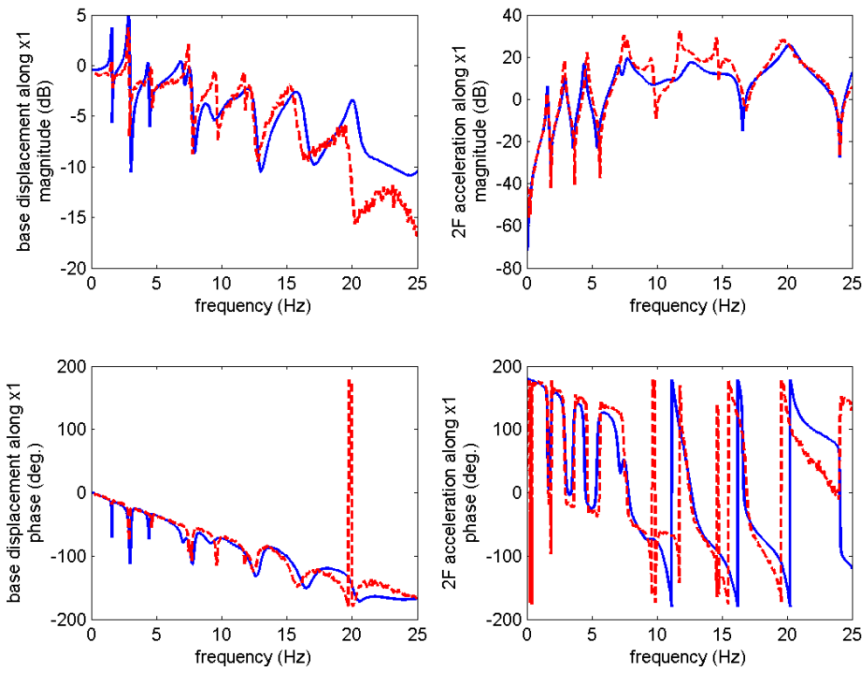 5
0
-5
-10
-15
-20
0 5 10 15 20 25
frequency (Hz)
base displacement along x1
magnitude (dB)
40
20
0
-20
-40
-60
-80
0 5 10 15 20 25
frequency (Hz)
2F acceleration along x1
magnitude (dB)
200
100
0
-100
-200
0 5 10 15 20 25
frequency (Hz)
base displacement along x1
phase (deg.)
200
100
0
-100
-200
0 5 10 15 20 25
frequency (Hz)
2F acceleration along x1
phase (deg.)